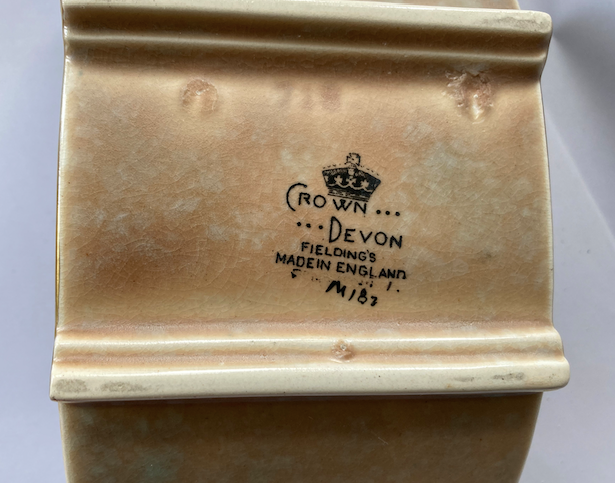 CROWN...
...DEVON
FIELDING'S
MADE IN ENGLAND
M187